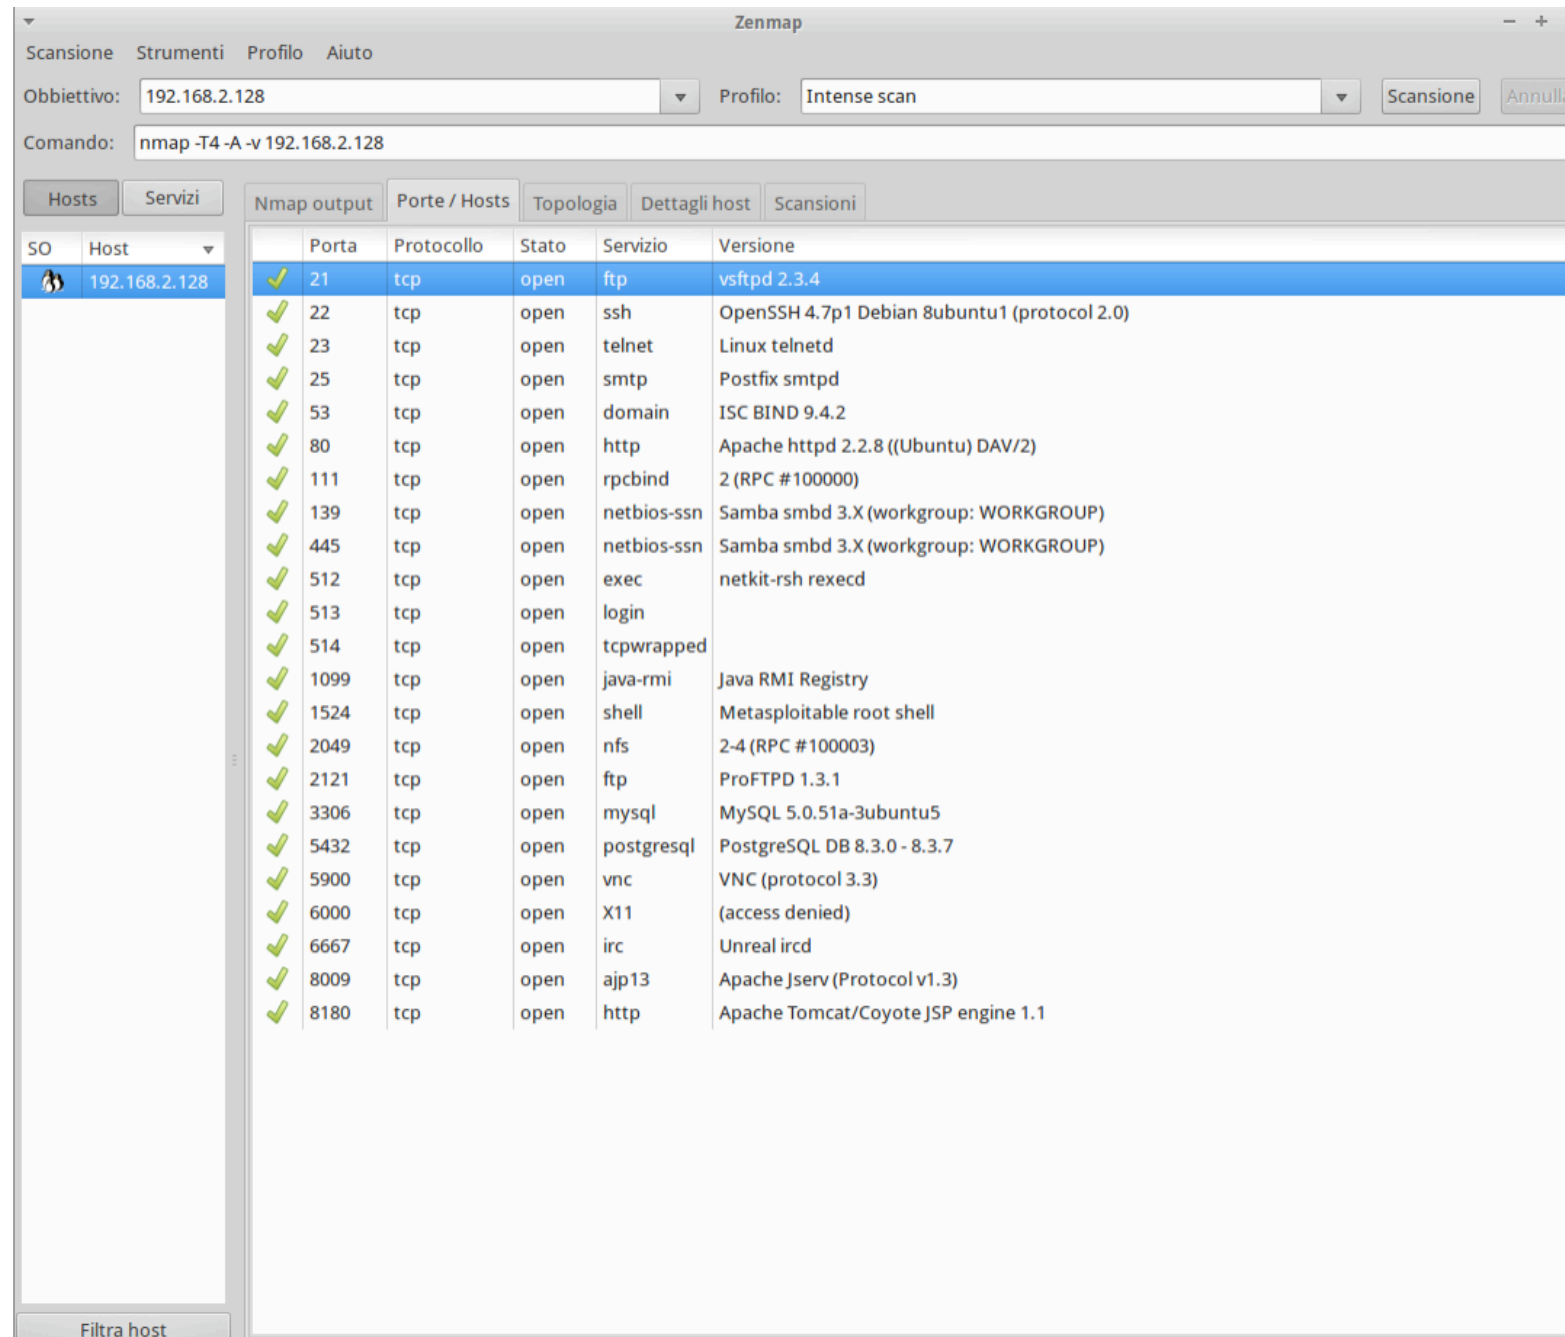 Zenmap
Scansione Strumenti Profilo Aiuto
Obbiettivo: 192.168.2.128 Profilo: Intense scan Scansione Annulla
Comando: nmap -T4 -A -v 192.168.2.128
Hosts Servizi Nmap output Porte / Hosts Topologia Dettagli host Scansioni
SO Host Porta Protocollo Stato Servizio Versione
192.168.2.128 21 tcp open ftp vsftpd 2.3.4
22 tcp open ssh OpenSSH 4.7p1 Debian 8ubuntu1 (protocol 2.0)
23 tcp open telnet Linux telnetd
25 tcp open smtp Postfix smtpd
53 tcp open domain ISC BIND 9.4.2
80 tcp open http Apache httpd 2.2.8 ((Ubuntu) DAV/2)
111 tcp open rpcbind 2 (RPC #100000)
139 tcp open netbios-ssn Samba smbd 3.X (workgroup: WORKGROUP)
445 tcp open netbios-ssn Samba smbd 3.X (workgroup: WORKGROUP)
512 tcp open exec netkit-rsh rexecd
513 tcp open login
514 tcp open tcpwrapped
1099 tcp open java-rmi Java RMI Registry
1524 tcp open shell Metasploitable root shell
2049 tcp open nfs 2-4 (RPC #100003)
2121 tcp open ftp ProFTPD 1.3.1
3306 tcp open mysql MySQL 5.0.51a-3ubuntu5
5432 tcp open postgresql PostgreSQL DB 8.3.0 - 8.3.7
5900 tcp open vnc VNC (protocol 3.3)
6000 tcp open X11 (access denied)
6667 tcp open irc Unreal ircd
8009 tcp open ajp13 Apache Jserv (Protocol v1.3)
8180 tcp open http Apache Tomcat/Coyote JSP engine 1.1
Filtra host